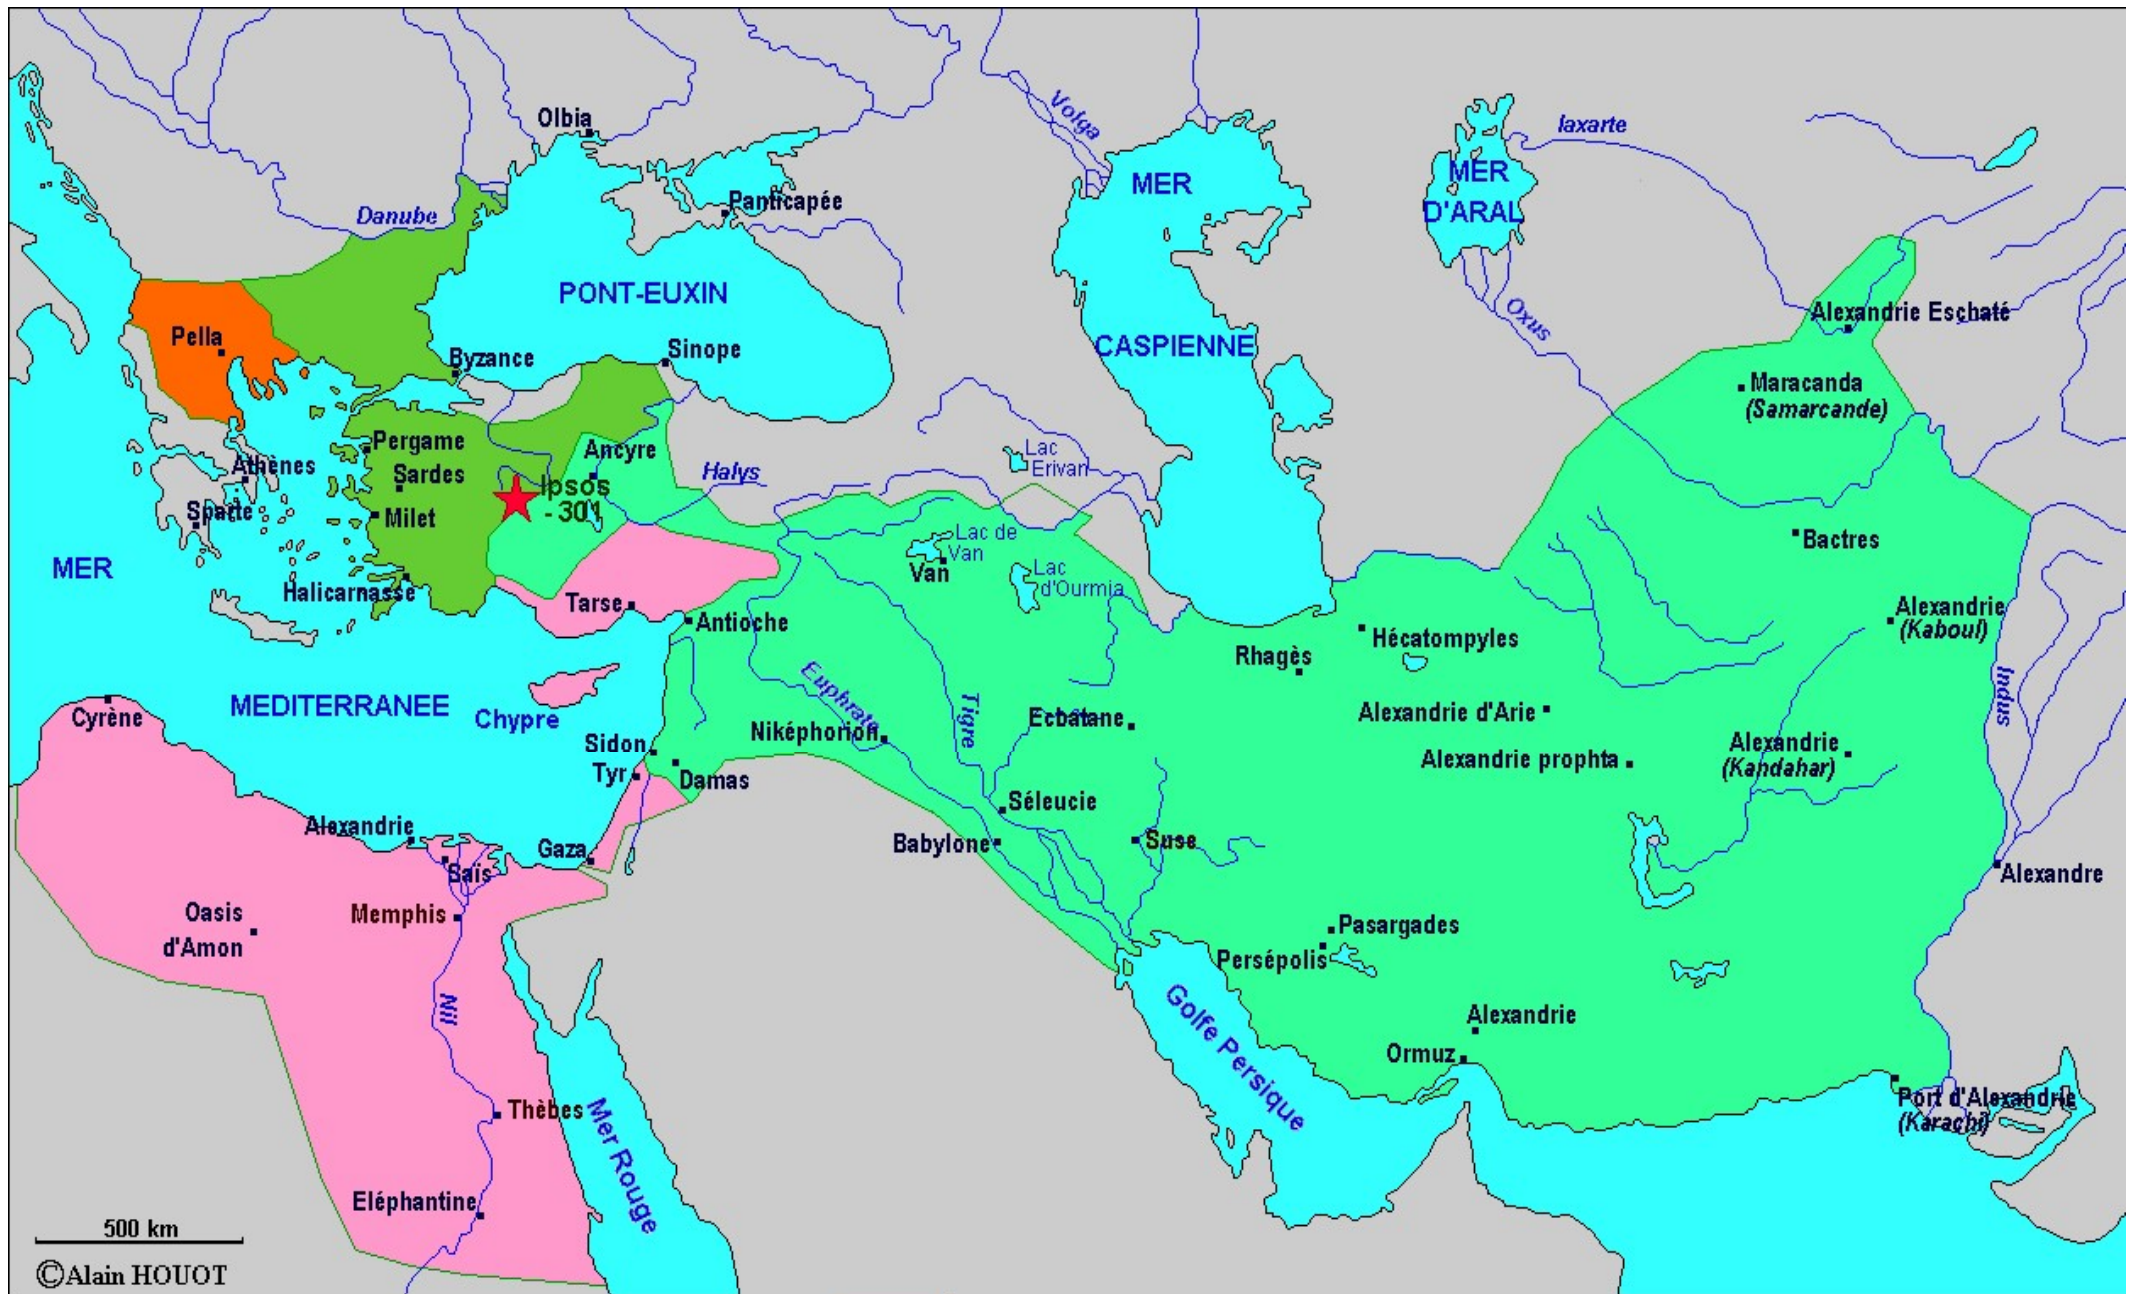 Olbia
Volga
Iaxarte
MER
D'ARAL
MER
CASPIENNE
Danube
Panticapée
PONT-EUXIN
Oxus
Alexandrie Eschaté
Pella
Byzance
Sinope
Maracanda
(Samarcande)
Pergame
Ancyre
Lac
Erivan
Athènes
Sardes
Halys
Ipsos
- 301
Sparte
Milet
Lac de
Van
Van
Bactres
MER
Halicarnasse
Tarse
Lac
d'Ourmia
Antioche
Alexandrie
(Kaboul)
Rhagès
Hécatompyles
Euphrate
Tigre
Indus
MEDITERRANEE
Chypre
Cyrène
Ecbatane
Alexandrie d'Arie
Niképhorion
Sidon
Tyr
Damas
Alexandrie prophta
Alexandrie
(Kandahar)
Séleucie
Alexandrie
Gaza
Babylone
Suse
Saïs
Alexandre
Oasis
d'Amon
Memphis
Pasargades
Persépolis
Nil
Golfe Persique
Alexandrie
Ormuz
Thèbes
Mer Rouge
Port d'Alexandrie
(Karachi)
Eléphantine
500 km
©Alain HOUOT